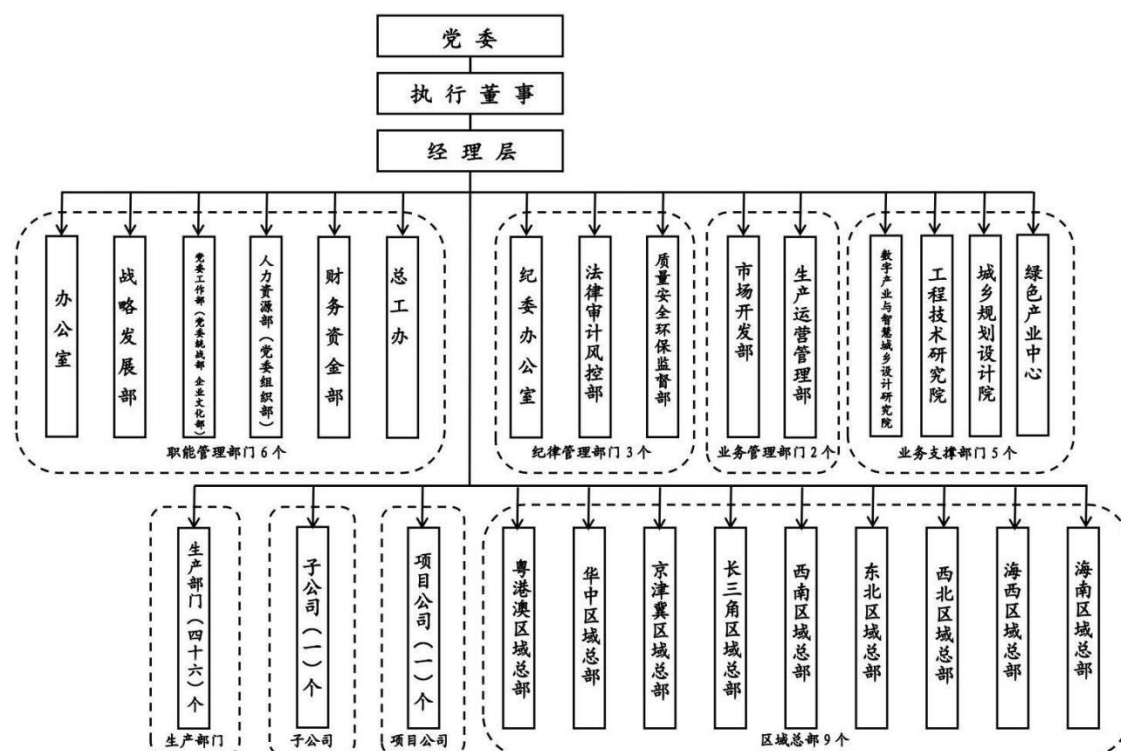 党委
执行董事
经理层
办公室
战略发展部
党委工作部（党委统战部 企业文化部）
人力资源部（党委组织部）
财务资金部
总工办
职能管理部门6个
纪委办公室
法律审计风控部
质量安全环保监督部
纪律管理部门3个
市场开发部
生产运营管理部
业务管理部门2个
数字产业与智慧城乡设计研究院
工程技术研究院
城乡规划设计院
绿色产业中心
业务支撑部门5个
生产部门（四十六）个
生产部门
子公司（一）个
子公司
项目公司（一）个
项目公司
粤港澳区域总部
华中区域总部
京津冀区域总部
长三角区域总部
西南区域总部
东北区域总部
西北区域总部
海西区域总部
海南区域总部
区域总部9个